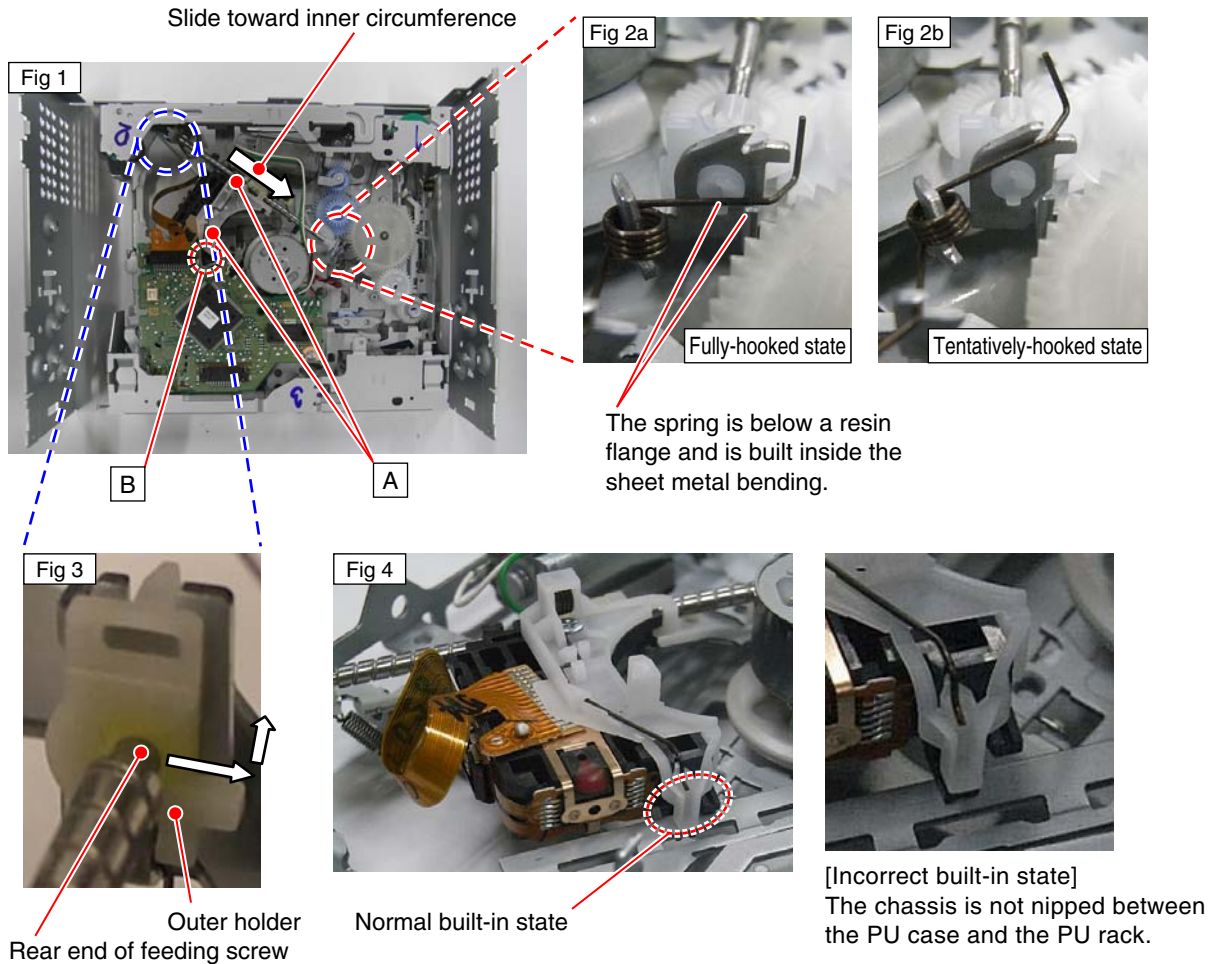 Slide toward inner circumference
Fig 1
Fig 2a
Fig 2b
Fully-hooked state
Tentatively-hooked state
The spring is below a resin
flange and is built inside the
sheet metal bending.
B
A
Fig 3
Fig 4
Outer holder
Rear end of feeding screw
Normal built-in state
[Incorrect built-in state]
The chassis is not nipped between
the PU case and the PU rack.